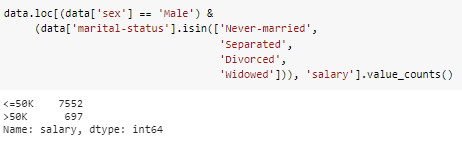 data.loc[(data['sex'] == 'Male') &
(data['marital-status'].isin(['Never-married',
'Separated',
'Divorced',
'Widowed'])), 'salary'].value_counts()
<=50K    7552
>50K      697
Name: salary, dtype: int64